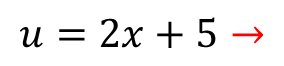 u = 2x + 5 →